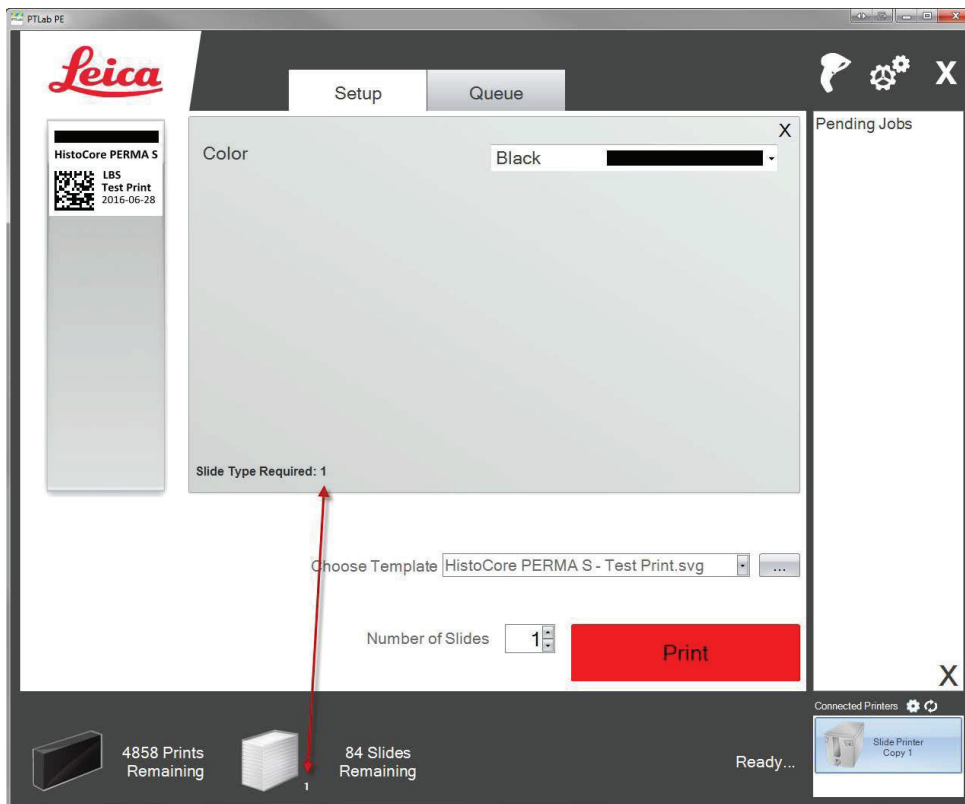 PTLab PE
Leica
Setup
Queue
X
HistoCore PERMA S
LBS
Test Print
2016-06-28
Color
Black
X
Slide Type Required: 1
Choose Template
HistoCore PERMA S - Test Print.svg
...
Number of Slides
1
Print
Pending Jobs
X
4858 Prints
Remaining
1
84 Slides
Remaining
Ready...
Connected Printers
Slide Printer
Copy 1